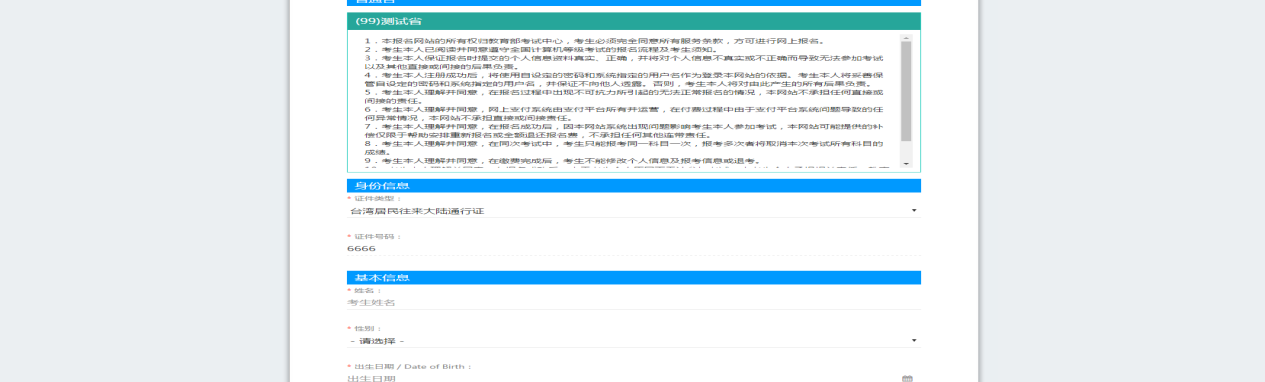 (99)测试省
1．本报名网站的所有权归教育部考试中心，考生必须完全同意所有服务条款，方可进行网上报名。
2．考生本人已阅读并同意遵守全国计算机等级考试的报名流程及考生须知。
3．考生本人保证报名时提交的个人信息资料真实、正确，并将对个人信息不真实或不正确而导致无法参加考试
以及其他直接或间接的后果负责。
4．考生本人注册成功后，将使用自设定的密码和系统指定的用户名作为登录本网站的依据。考生本人将妥善保
管自设定的密码和系统指定的用户名，并保证不向他人透露。否则，考生本人将对由此产生的所有后果负责。
5．考生本人理解并同意，在报名过程中出现不可抗力所引起的无法正常报名的情况，本网站不承担任何直接或
间接的责任。
6．考生本人理解并同意，网上支付系统由支付平台所有并运营，在付费过程中由于支付平台系统问题导致的任
何异常情况，本网站不承担直接或间接责任。
7．考生本人理解并同意，在报名成功后，因本网站系统出现问题影响考生本人参加考试，本网站可能提供的补
偿仅限于帮助安排重新报名或全额退还报名费，不承担任何其他连带责任。
8．考生本人理解并同意，在同次考试中，考生只能报考同一科目一次，报考多次者将取消本次考试所有科目的
成绩。
9．考生本人理解并同意，在缴费完成后，考生不能修改个人信息及报考信息或退考。
身份信息
* 证件类型：
台湾居民往来大陆通行证
* 证件号码：
6666
基本信息
* 姓名：
考生姓名
* 性别：
- 请选择 -
* 出生日期 / Date of Birth：
出生日期